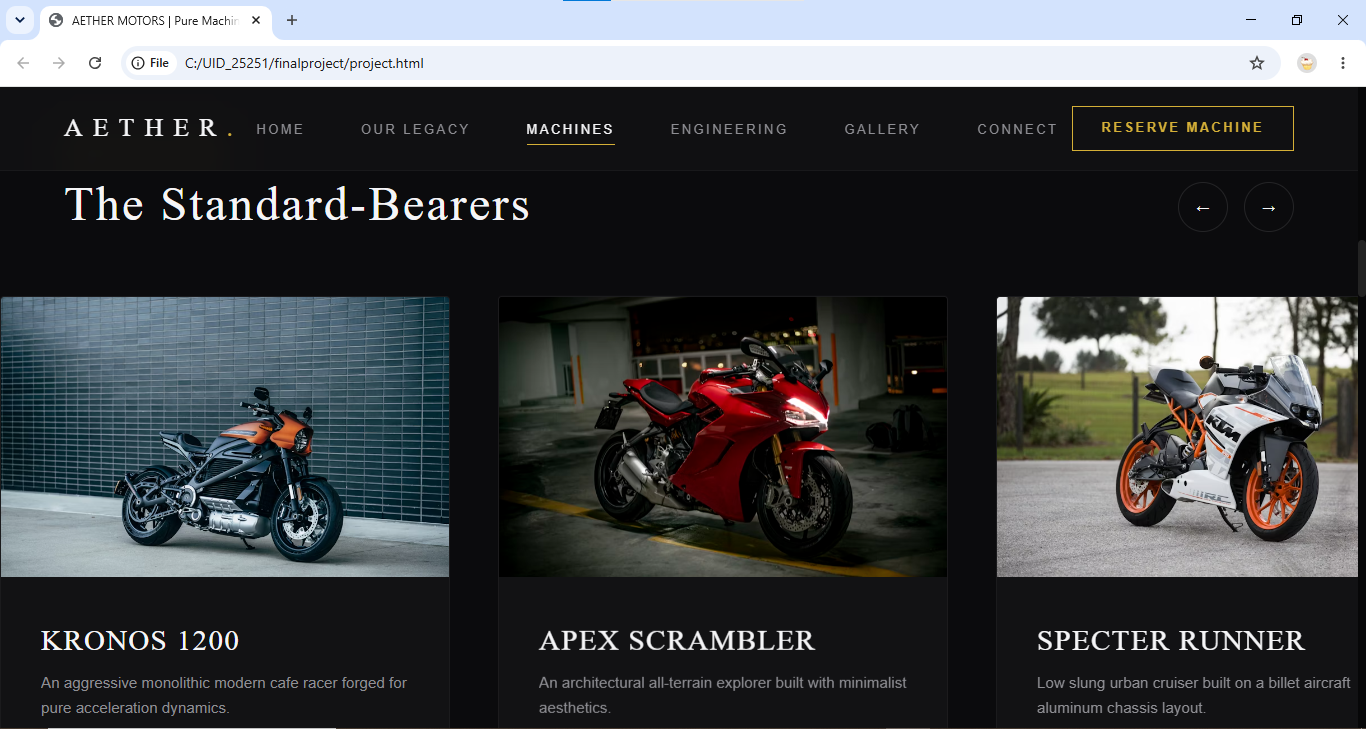 AETHER MOTORS | Pure Machin
File
C:/UID_25251/finalproject/project.html
AETHER.
HOME
OUR LEGACY
MACHINES
ENGINEERING
GALLERY
CONNECT
RESERVE MACHINE
The Standard-Bearers
← →
KTM
RC
KRONOS 1200
An aggressive monolithic modern cafe racer forged for
pure acceleration dynamics.
APEX SCRAMBLER
An architectural all-terrain explorer built with minimalist
aesthetics.
SPECTER RUNNER
Low slung urban cruiser built on a billet aircraft
aluminum chassis layout.